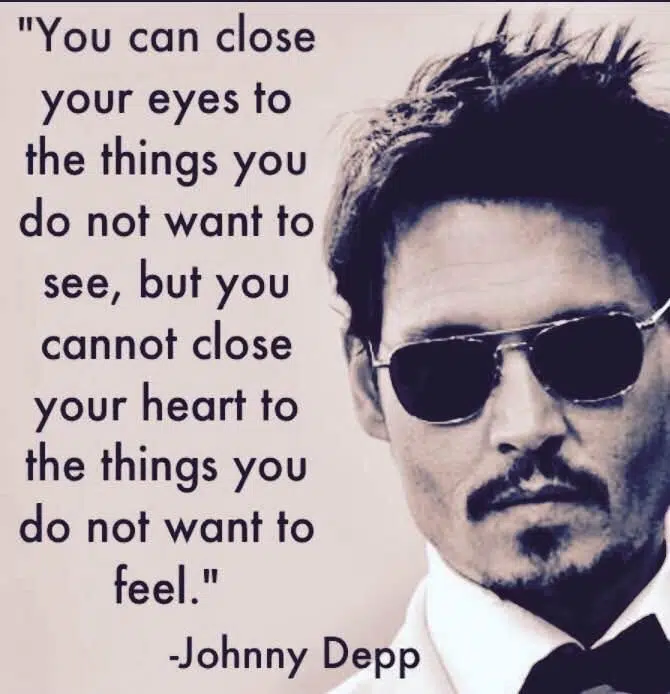 "You can close
your eyes to
the things you
do not want to
see, but you
cannot close
your heart to
the things you
do not want to
feel."
-Johnny Depp